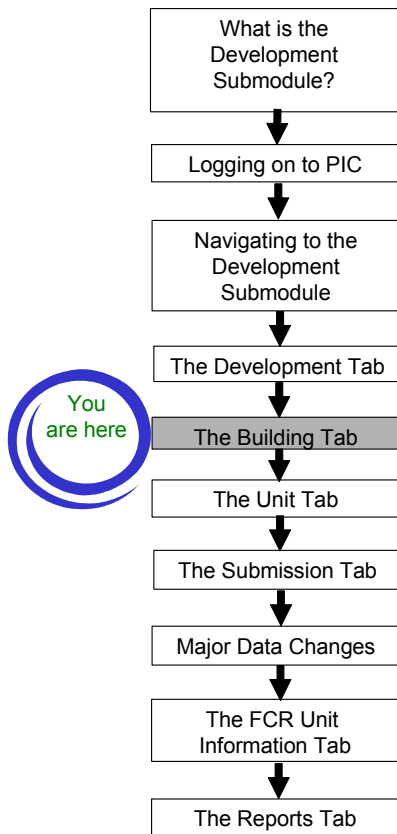 What is the
Development
Submodule?
Logging on to PIC
Navigating to the
Development
Submodule
The Development Tab
You
are here
The Building Tab
The Unit Tab
The Submission Tab
Major Data Changes
The FCR Unit
Information Tab
The Reports Tab